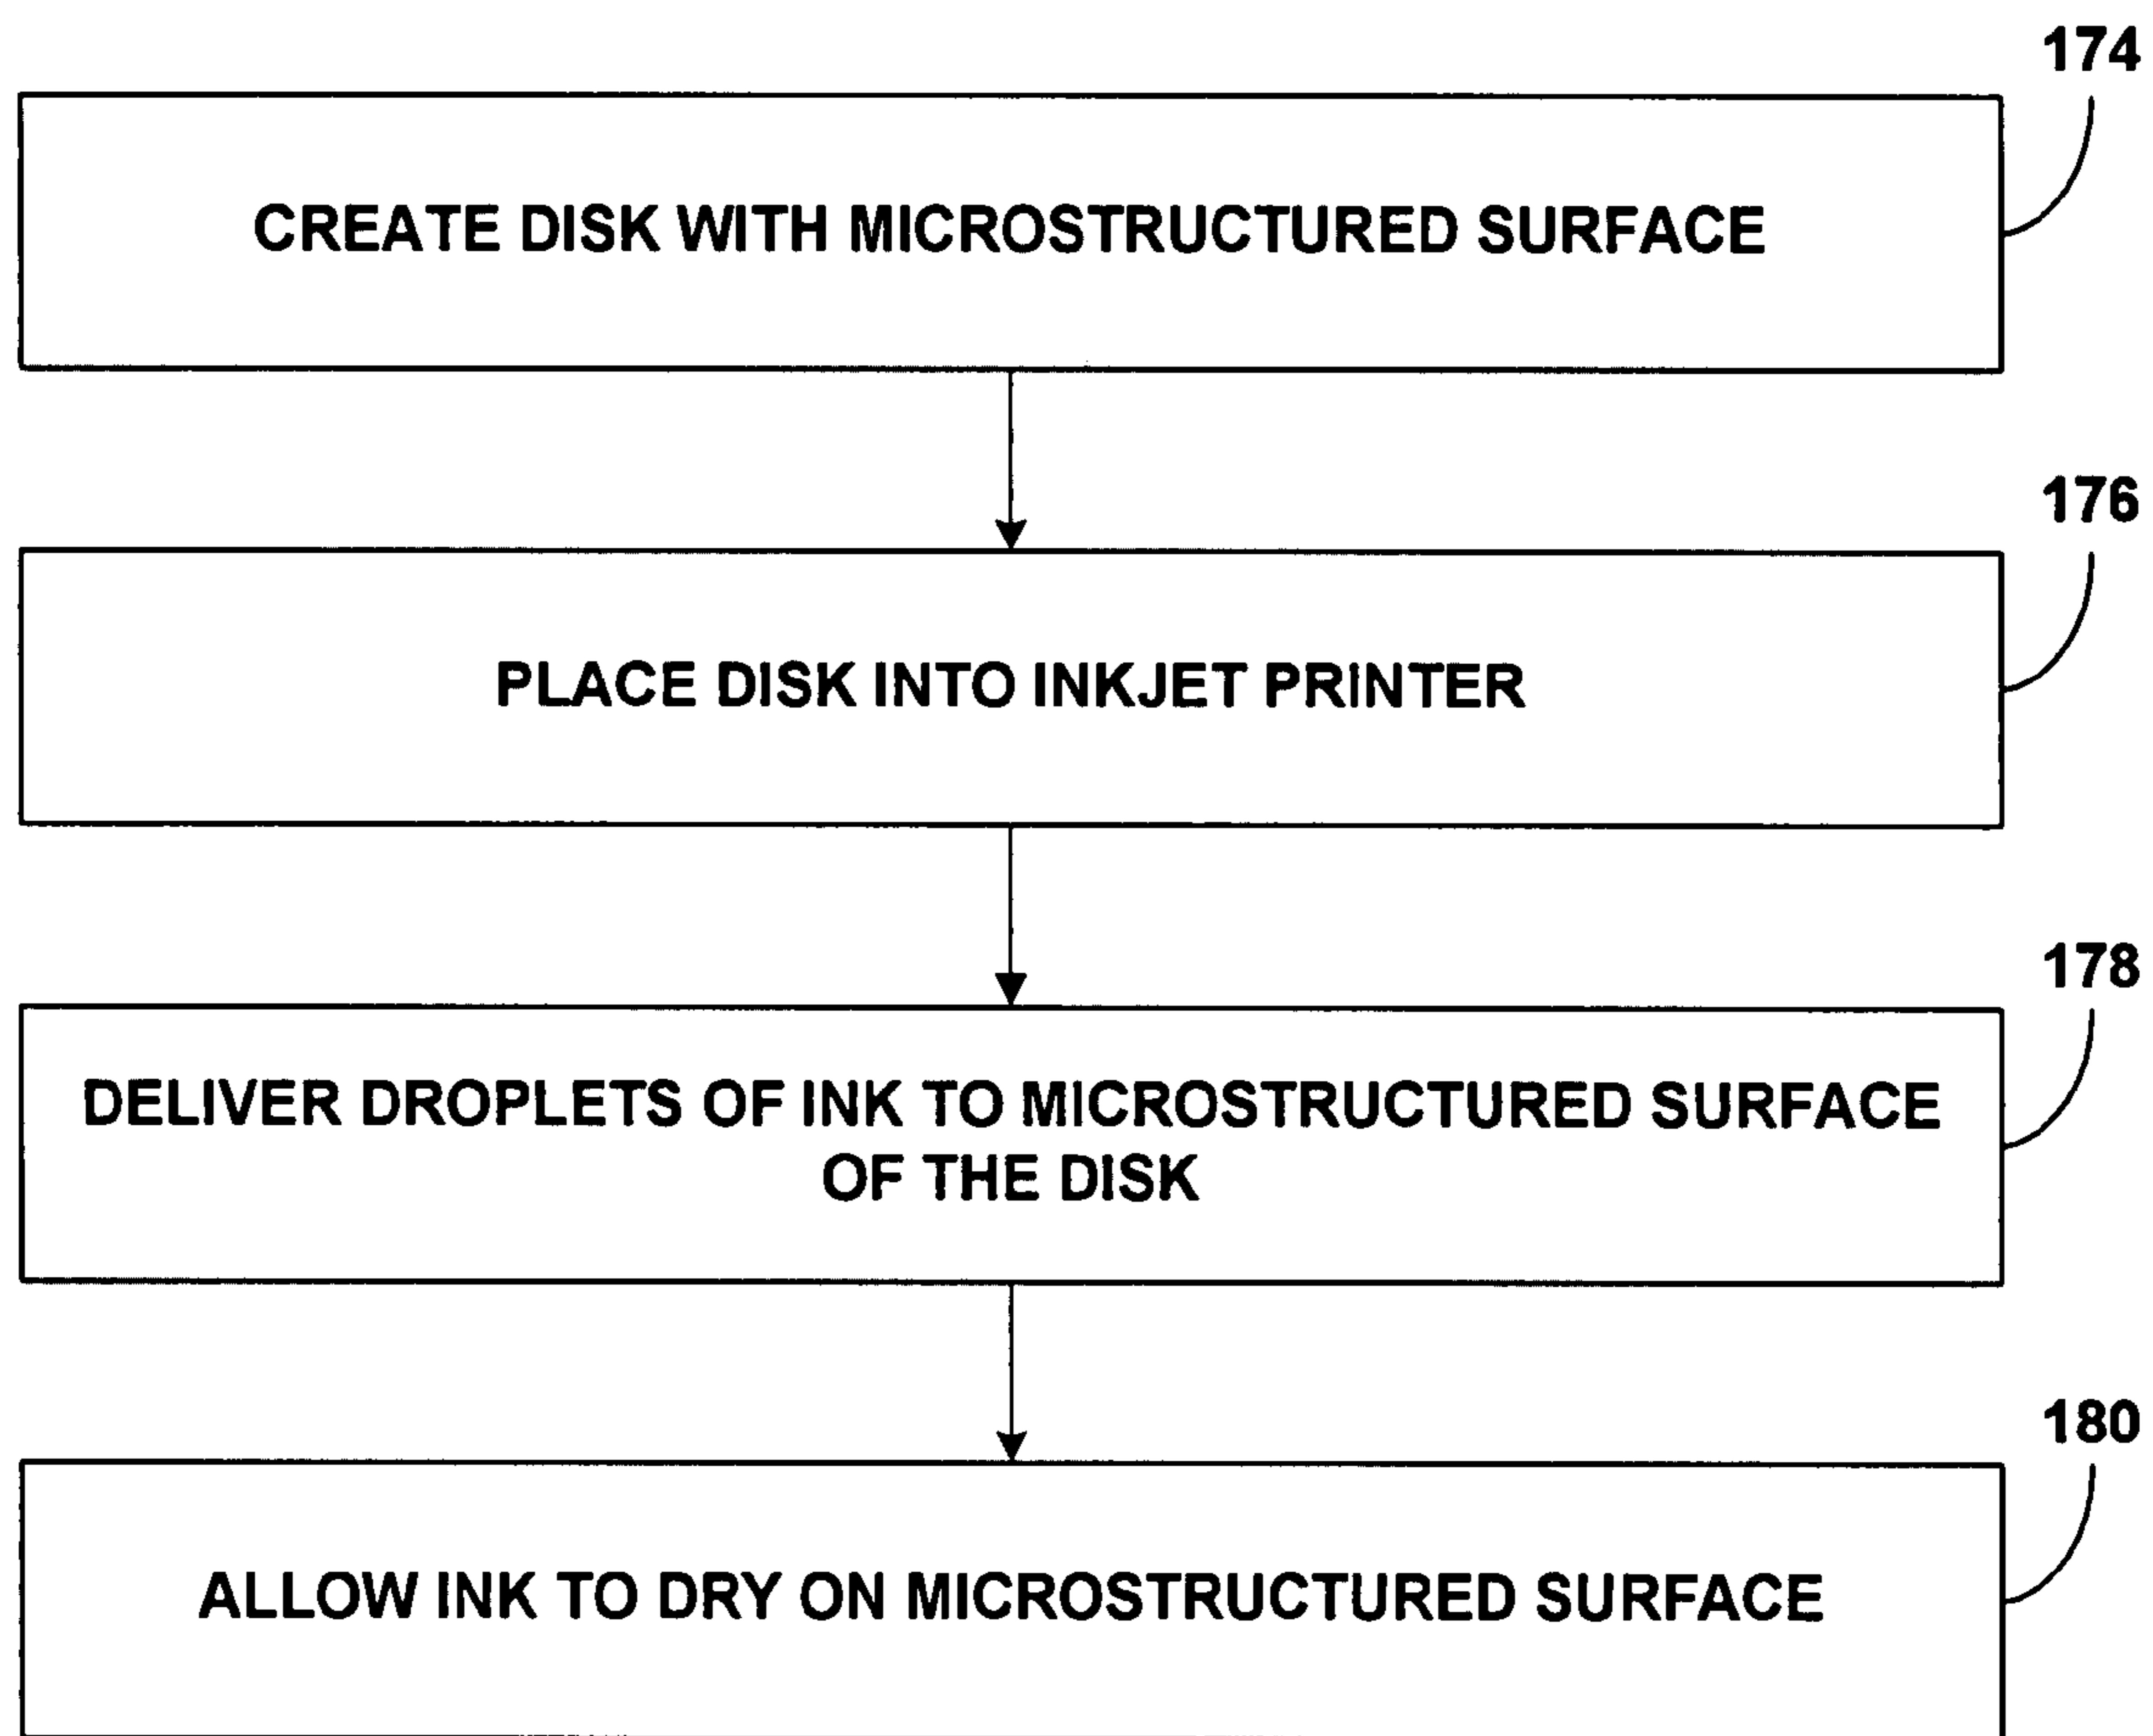 174
CREATE DISK WITH MICROSTRUCTURED SURFACE
176
PLACE DISK INTO INKJET PRINTER
178
DELIVER DROPLETS OF INK TO MICROSTRUCTURED SURFACE
OF THE DISK
180
ALLOW INK TO DRY ON MICROSTRUCTURED SURFACE